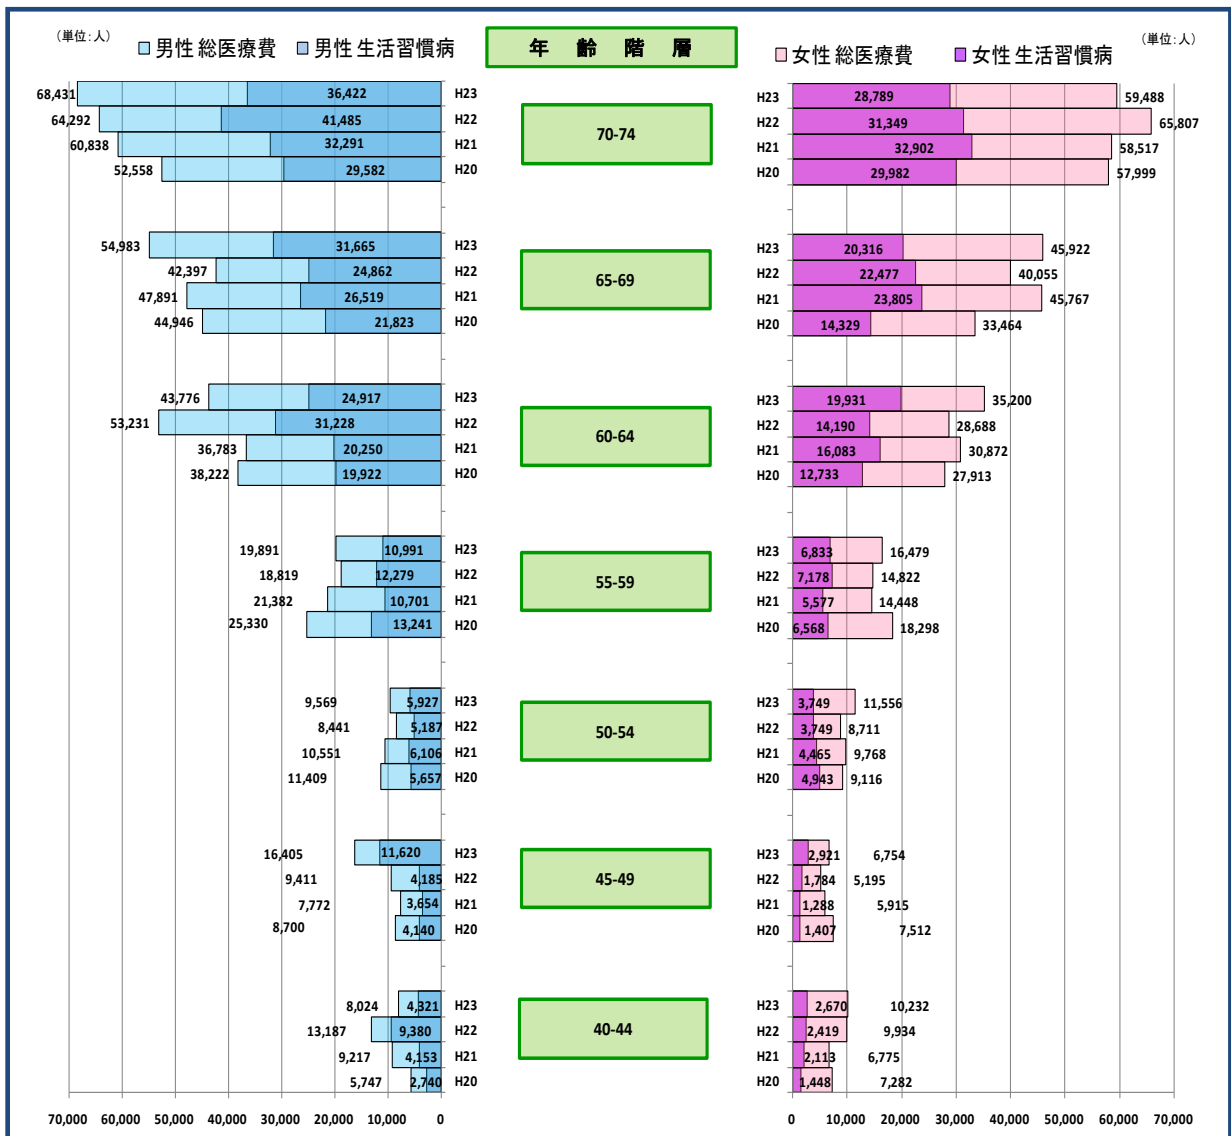 (単位:人) 男性 総医療費 男性 生活習慣病 年 齢 階 層 女性 総医療費 女性 生活習慣病 (単位:人)
68,431 36,422 H23 H23 28,789 59,488
64,292 41,485 H22 70-74 H22 31,349 65,807
60,838 32,291 H21 H21 32,902 58,517
52,558 29,582 H20 H20 29,982 57,999
54,983 31,665 H23 H23 20,316 45,922
42,397 24,862 H22 65-69 H22 22,477 40,055
47,891 26,519 H21 H21 23,805 45,767
44,946 21,823 H20 H20 14,329 33,464
43,776 24,917 H23 H23 19,931 35,200
53,231 31,228 H22 60-64 H22 14,190 28,688
36,783 20,250 H21 H21 16,083 30,872
38,222 19,922 H20 H20 12,733 27,913
19,891 10,991 H23 H23 6,833 16,479
18,819 12,279 H22 55-59 H22 7,178 14,822
21,382 10,701 H21 H21 5,577 14,448
25,330 13,241 H20 H20 6,568 18,298
9,569 5,927 H23 H23 3,749 11,556
8,441 5,187 H22 50-54 H22 3,749 8,711
10,551 6,106 H21 H21 4,465 9,768
11,409 5,657 H20 H20 4,943 9,116
16,405 11,620 H23 H23 2,921 6,754
9,411 4,185 H22 45-49 H22 1,784 5,195
7,772 3,654 H21 H21 1,288 5,915
8,700 4,140 H20 H20 1,407 7,512
8,024 4,321 H23 H23 2,670 10,232
13,187 9,380 H22 40-44 H22 2,419 9,934
9,217 4,153 H21 H21 2,113 6,775
5,747 2,740 H20 H20 1,448 7,282
70,000 60,000 50,000 40,000 30,000 20,000 10,000 0 0 10,000 20,000 30,000 40,000 50,000 60,000 70,000